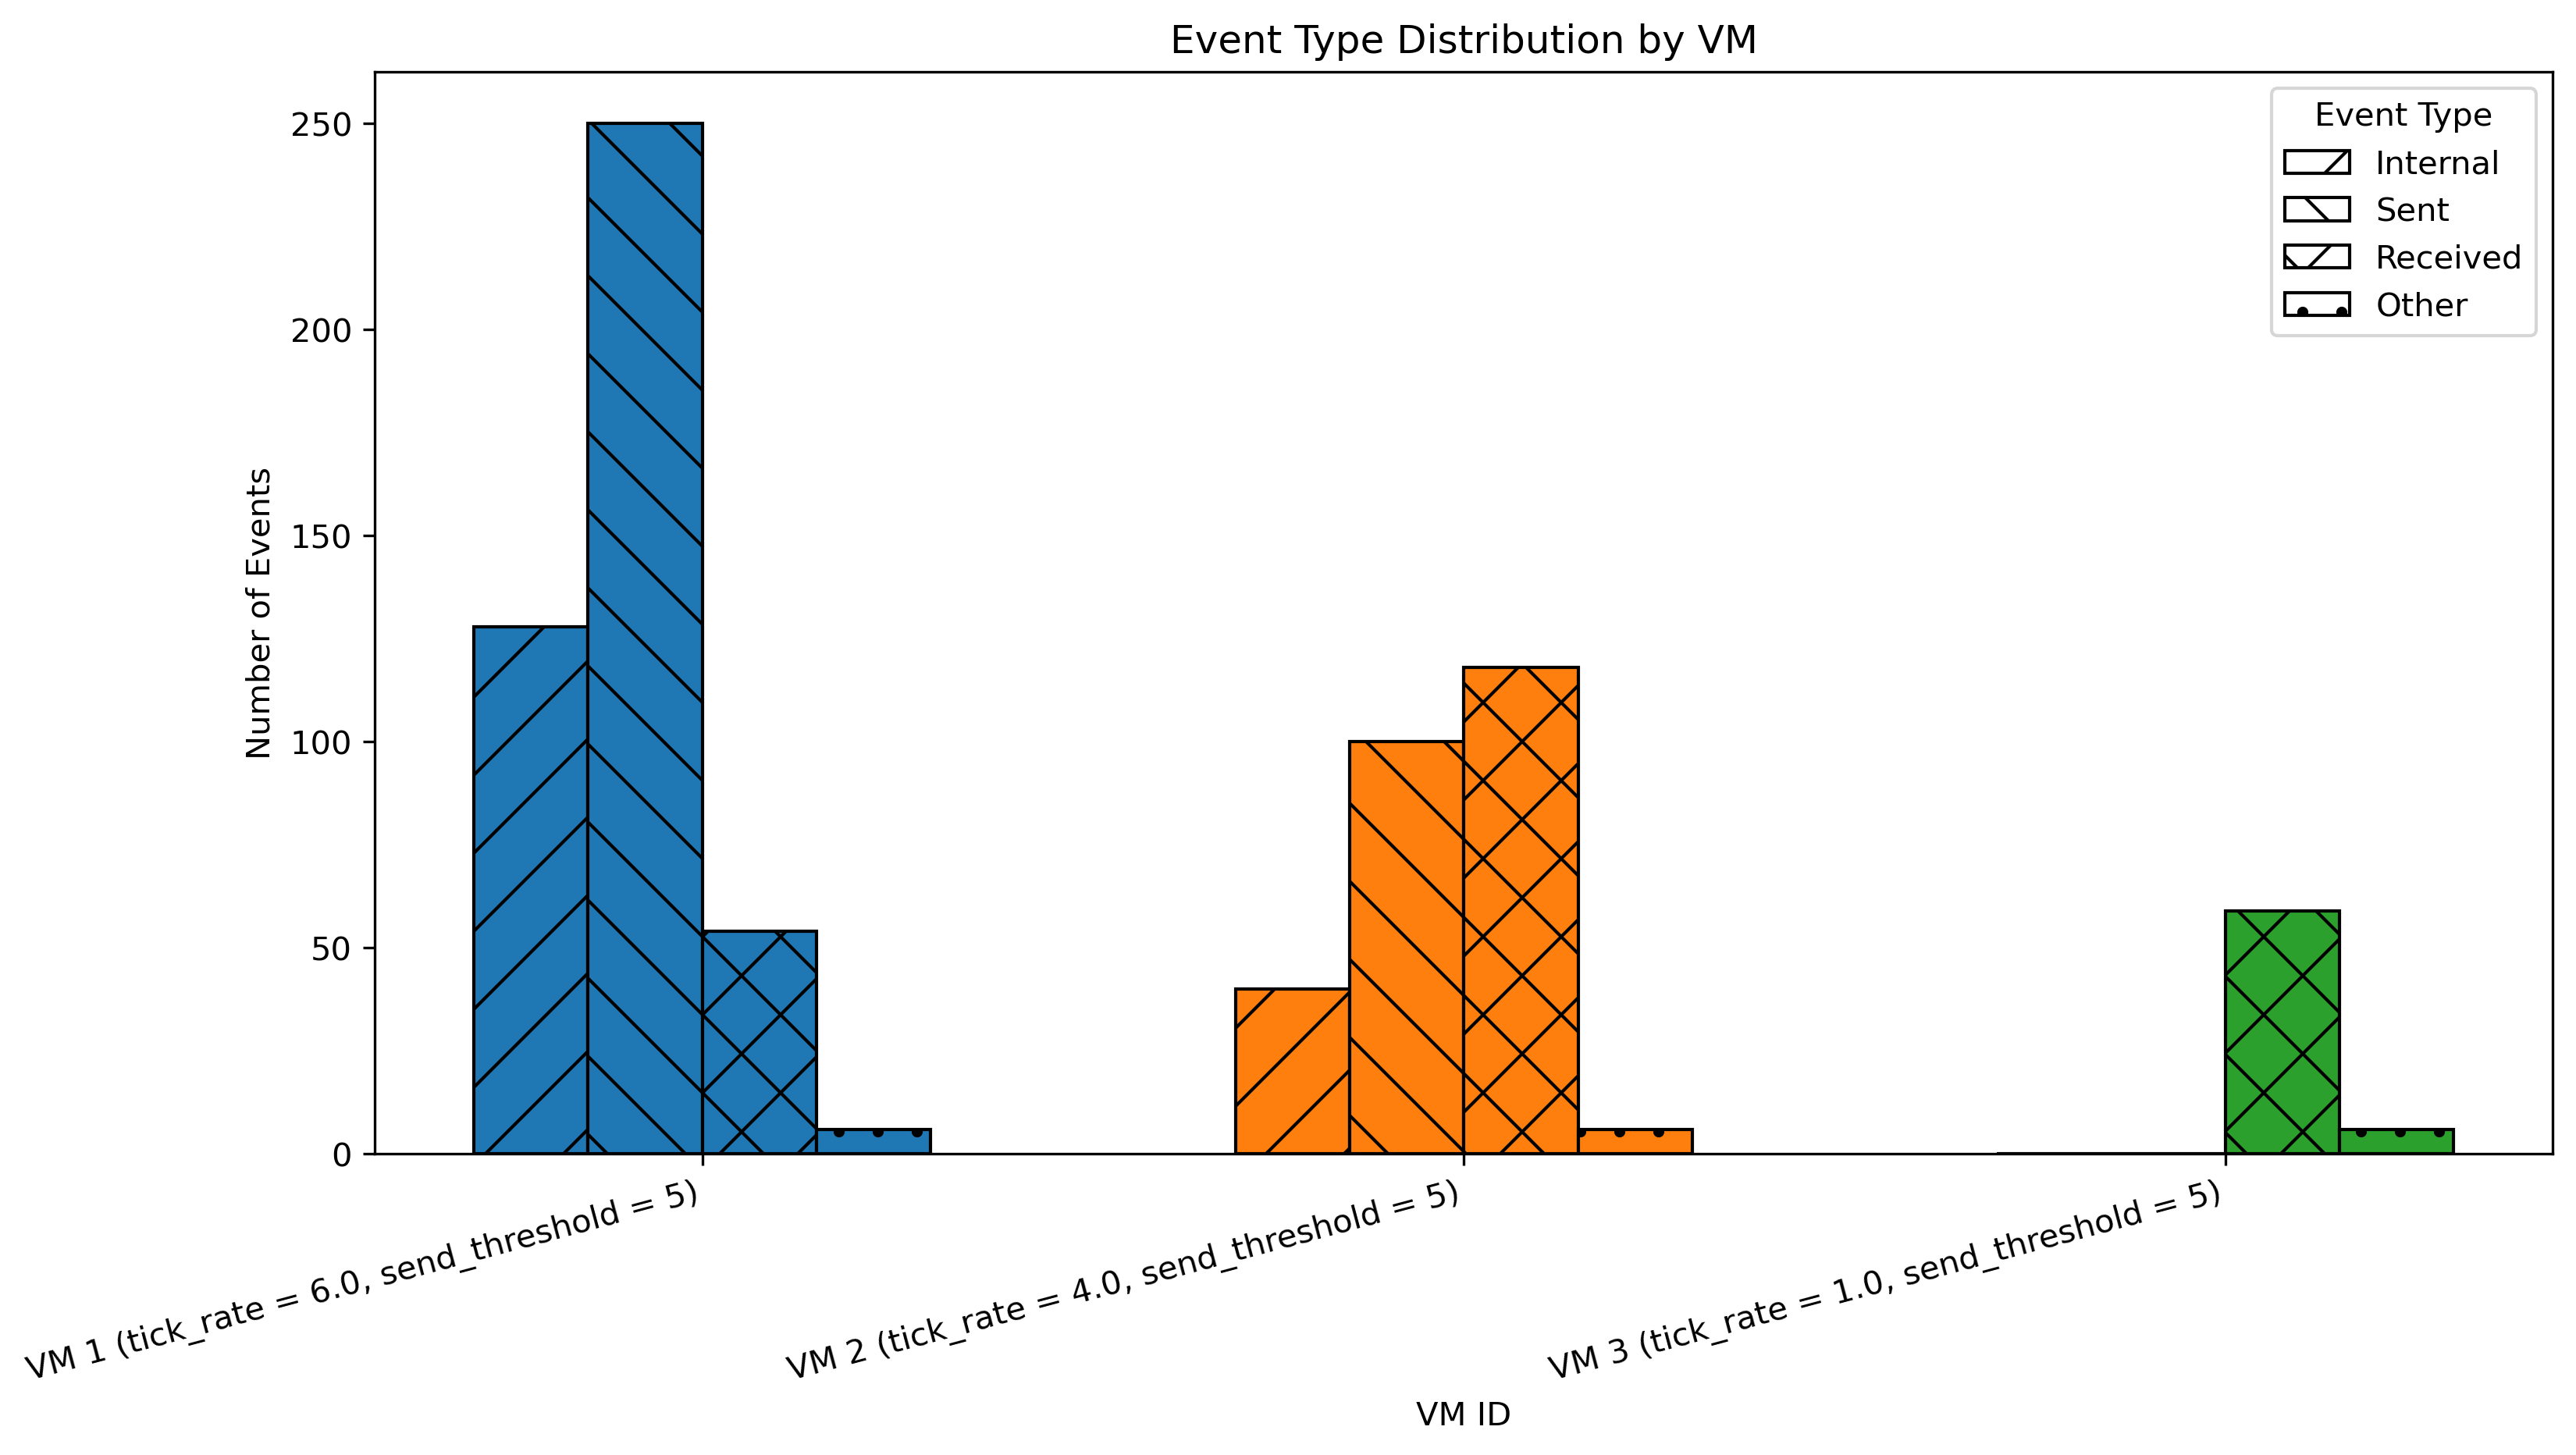 Event Type Distribution by VM
Event Type
Internal
Sent
Received
Other
Number of Events
250
200
150
100
50
0
VM 1 (tick_rate = 6.0, send_threshold = 5)
VM 2 (tick_rate = 4.0, send_threshold = 5)
VM 3 (tick_rate = 1.0, send_threshold = 5)
VM ID